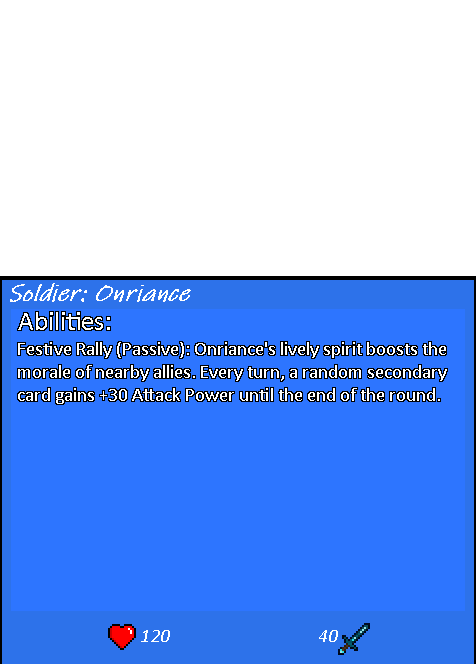 Soldier: Onriance
Abilities:
Festive Rally (Passive): Onriance's lively spirit boosts the
morale of nearby allies. Every turn, a random secondary
card gains +30 Attack Power until the end of the round.
120 40